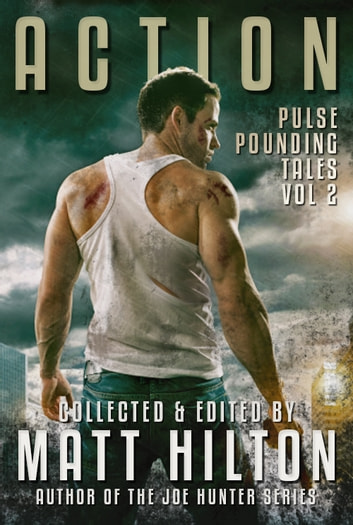 ACTION
PULSE
POUNDING
TALES
VOL 2
COLLECTED & EDITED BY
MATT HILTON
AUTHOR OF THE JOE HUNTER SERIES